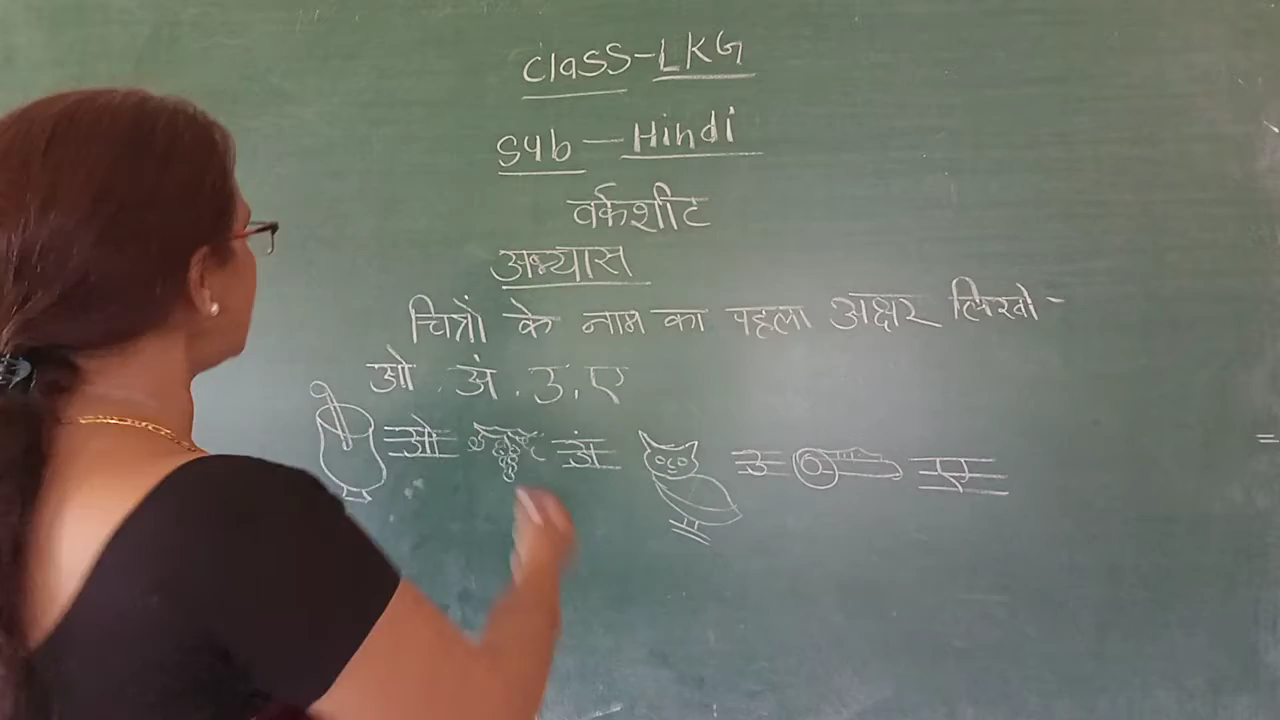 Class-LKG
Sub-Hindi
वर्कशीट
अभ्यास
चित्रों के नाम का पहला अक्षर लिखो-
ओ . अं . उ . ए
ओ अं उ ए